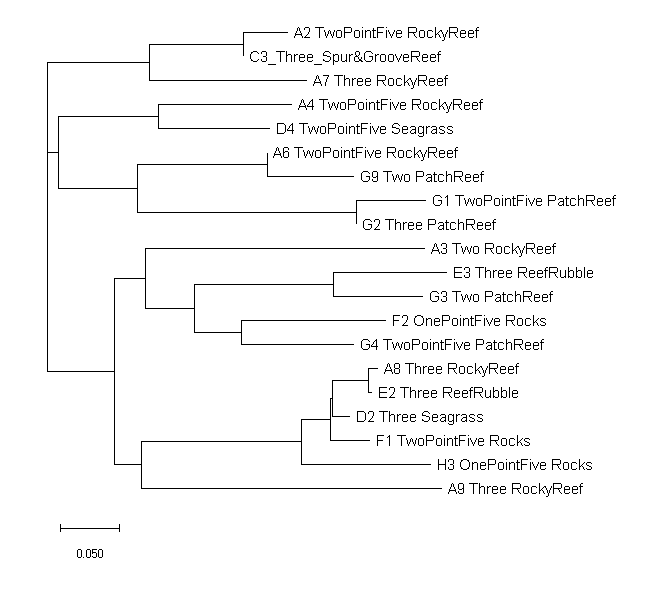 A2 TwoPointFive RockyReef
C3_Three_Spur&GrooveReef
A7 Three RockyReef
A4 TwoPointFive RockyReef
D4 TwoPointFive Seagrass
A6 TwoPointFive RockyReef
G9 Two PatchReef
G1 TwoPointFive PatchReef
G2 Three PatchReef
A3 Two RockyReef
E3 Three ReefRubble
G3 Two PatchReef
F2 OnePointFive Rocks
G4 TwoPointFive PatchReef
A8 Three RockyReef
E2 Three ReefRubble
D2 Three Seagrass
F1 TwoPointFive Rocks
H3 OnePointFive Rocks
A9 Three RockyReef
0.050